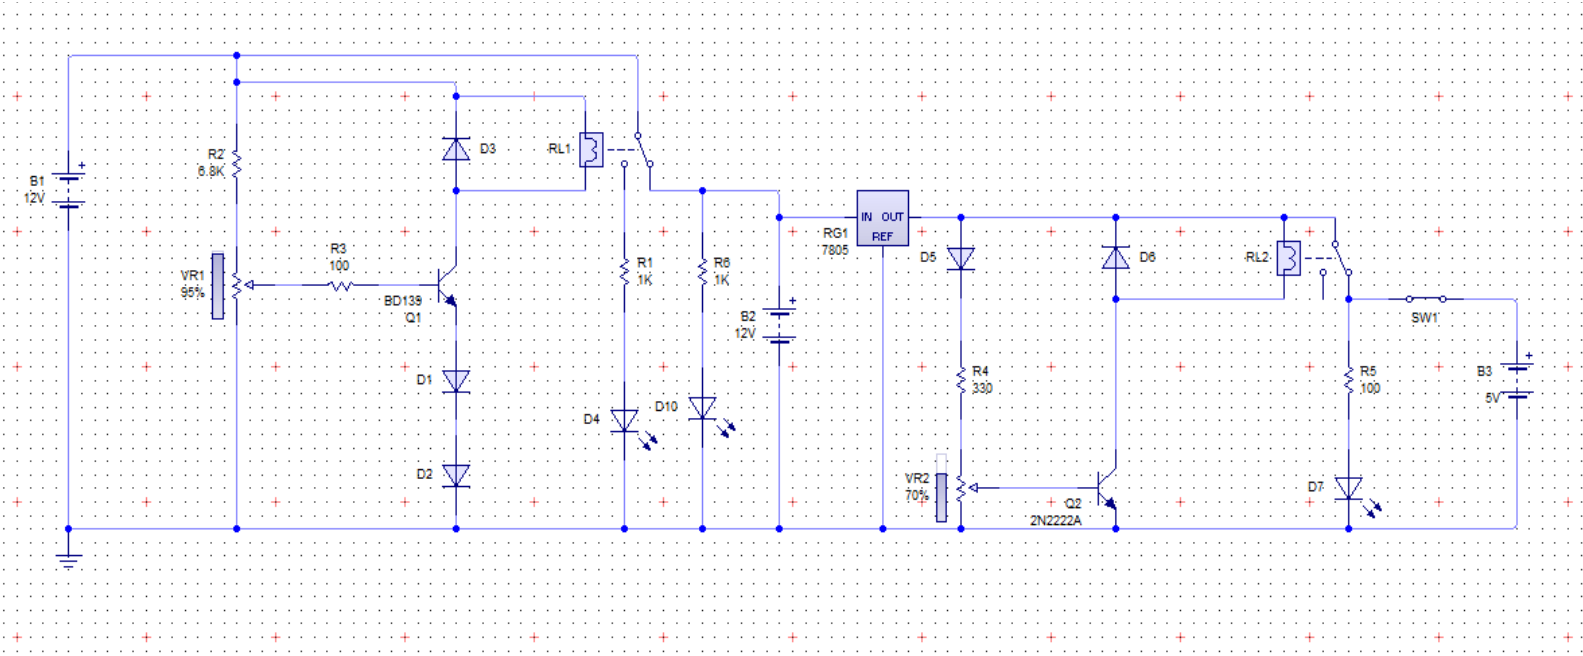 B1
12V
+
R2
6.8K
VR1
95%
R3
100
BD139
Q1
D3
D1
D2
RL1
R1
1K
R6
1K
D4
D10
B2
12V
+
IN OUT
REF
RG1
7805
D5
R4
330
VR2
70%
D6
Q2
2N2222A
RL2
SW1
R5
100
D7
B3
5V
+